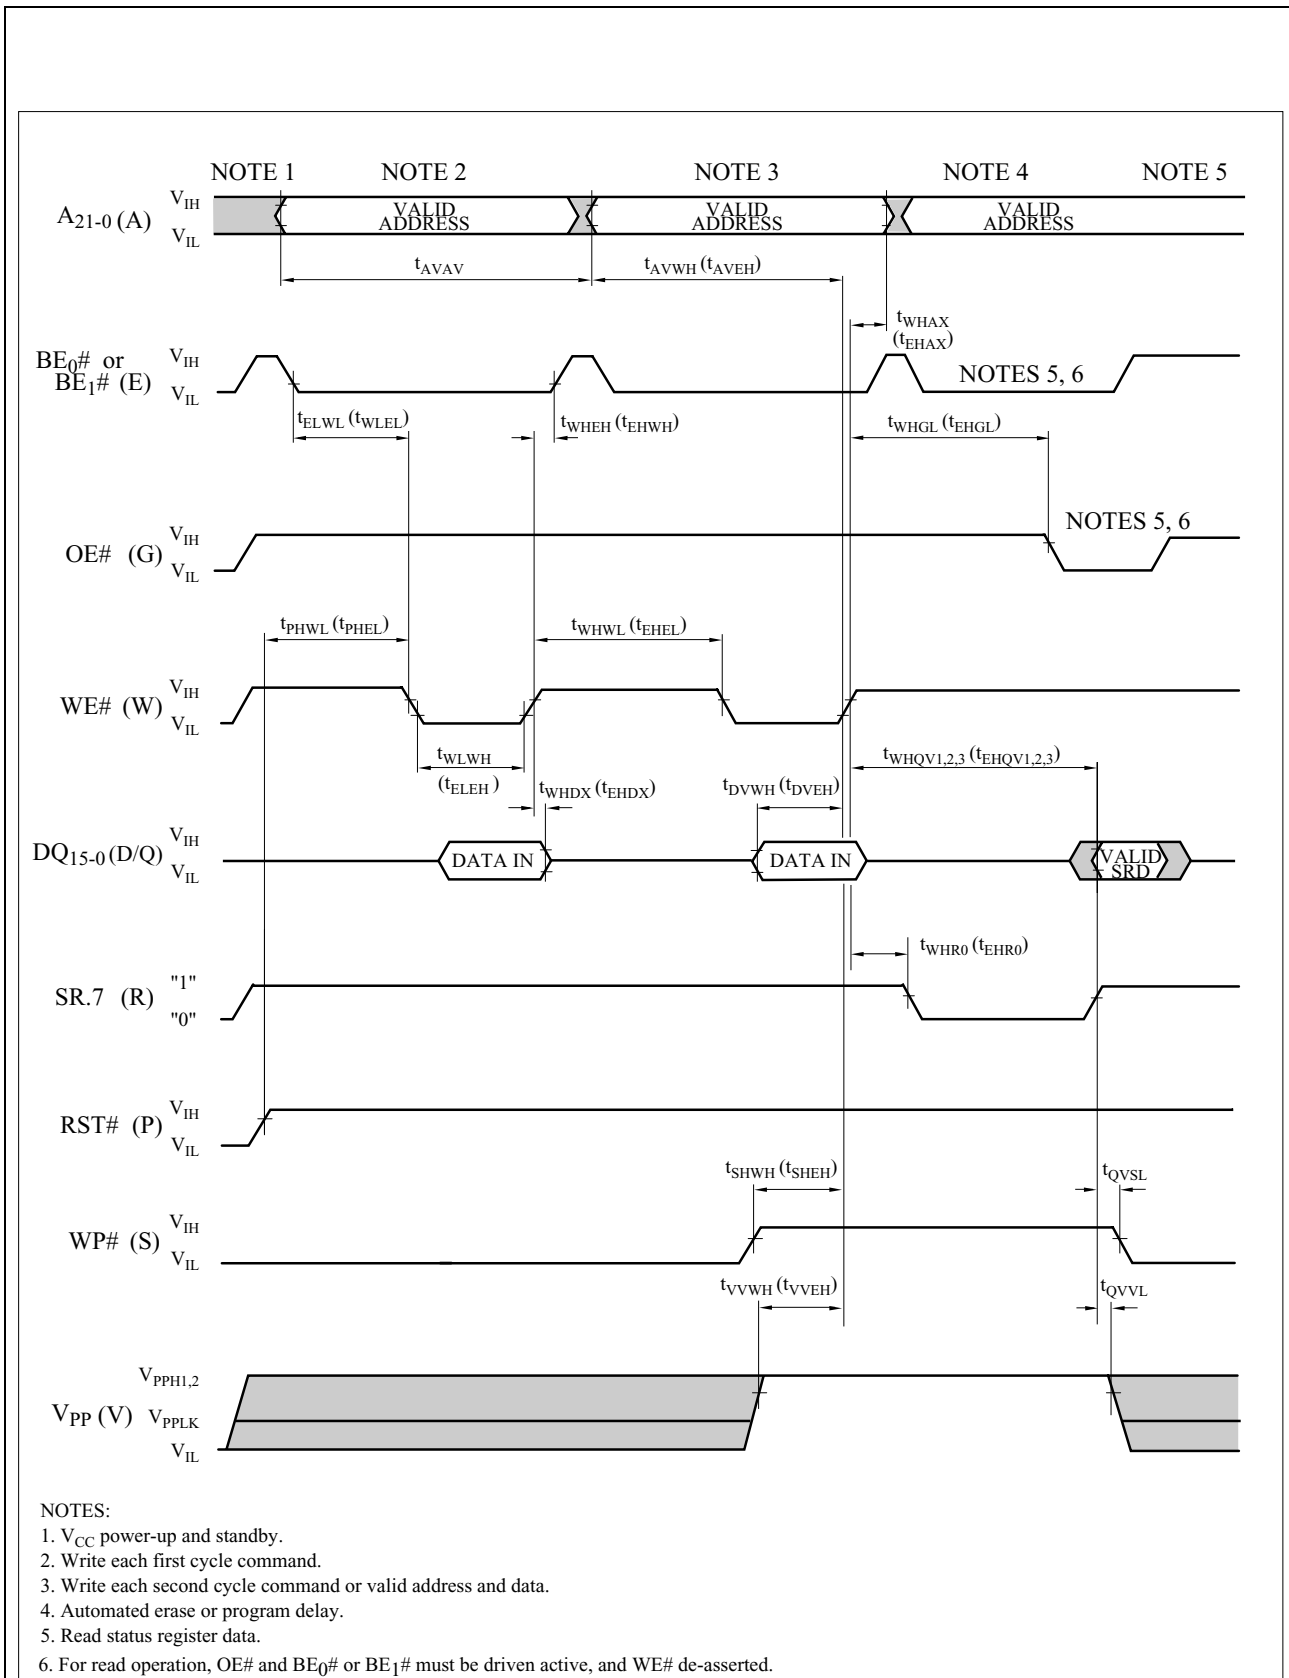 NOTE 1 NOTE 2 NOTE 3 NOTE 4 NOTE 5
A21-0 (A) VIH VIL
VALID ADDRESS VALID ADDRESS VALID ADDRESS
tAVAV tAVWH (tAVEH)
tWHAX
(tEHAX)
BE0# or
BE1# (E) VIH VIL
NOTES 5, 6
tELWL (tWLEL) tWHEH (tEHWH) tWHGL (tEHGL)
OE# (G) VIH VIL
NOTES 5, 6
tPHWL (tPHEL) tWHWL (tEHEL)
WE# (W) VIH VIL
tWLWH
(tELEH)
tWHDX (tEHDX) tDVWH (tDVEH) tWHQV1,2,3 (tEHQV1,2,3)
DQ15-0 (D/Q) VIH VIL
DATA IN DATA IN VALID SRD
tWHR0 (tEHR0)
SR.7 (R) "1" "0"
RST# (P) VIH VIL
tSHWH (tSHEH) tQVSL
WP# (S) VIH VIL
tVVWH (tVVEH) tQVVL
VPP (V) VPPH1,2 VPPLK VIL
NOTES:
1. VCC power-up and standby.
2. Write each first cycle command.
3. Write each second cycle command or valid address and data.
4. Automated erase or program delay.
5. Read status register data.
6. For read operation, OE# and BE0# or BE1# must be driven active, and WE# de-asserted.